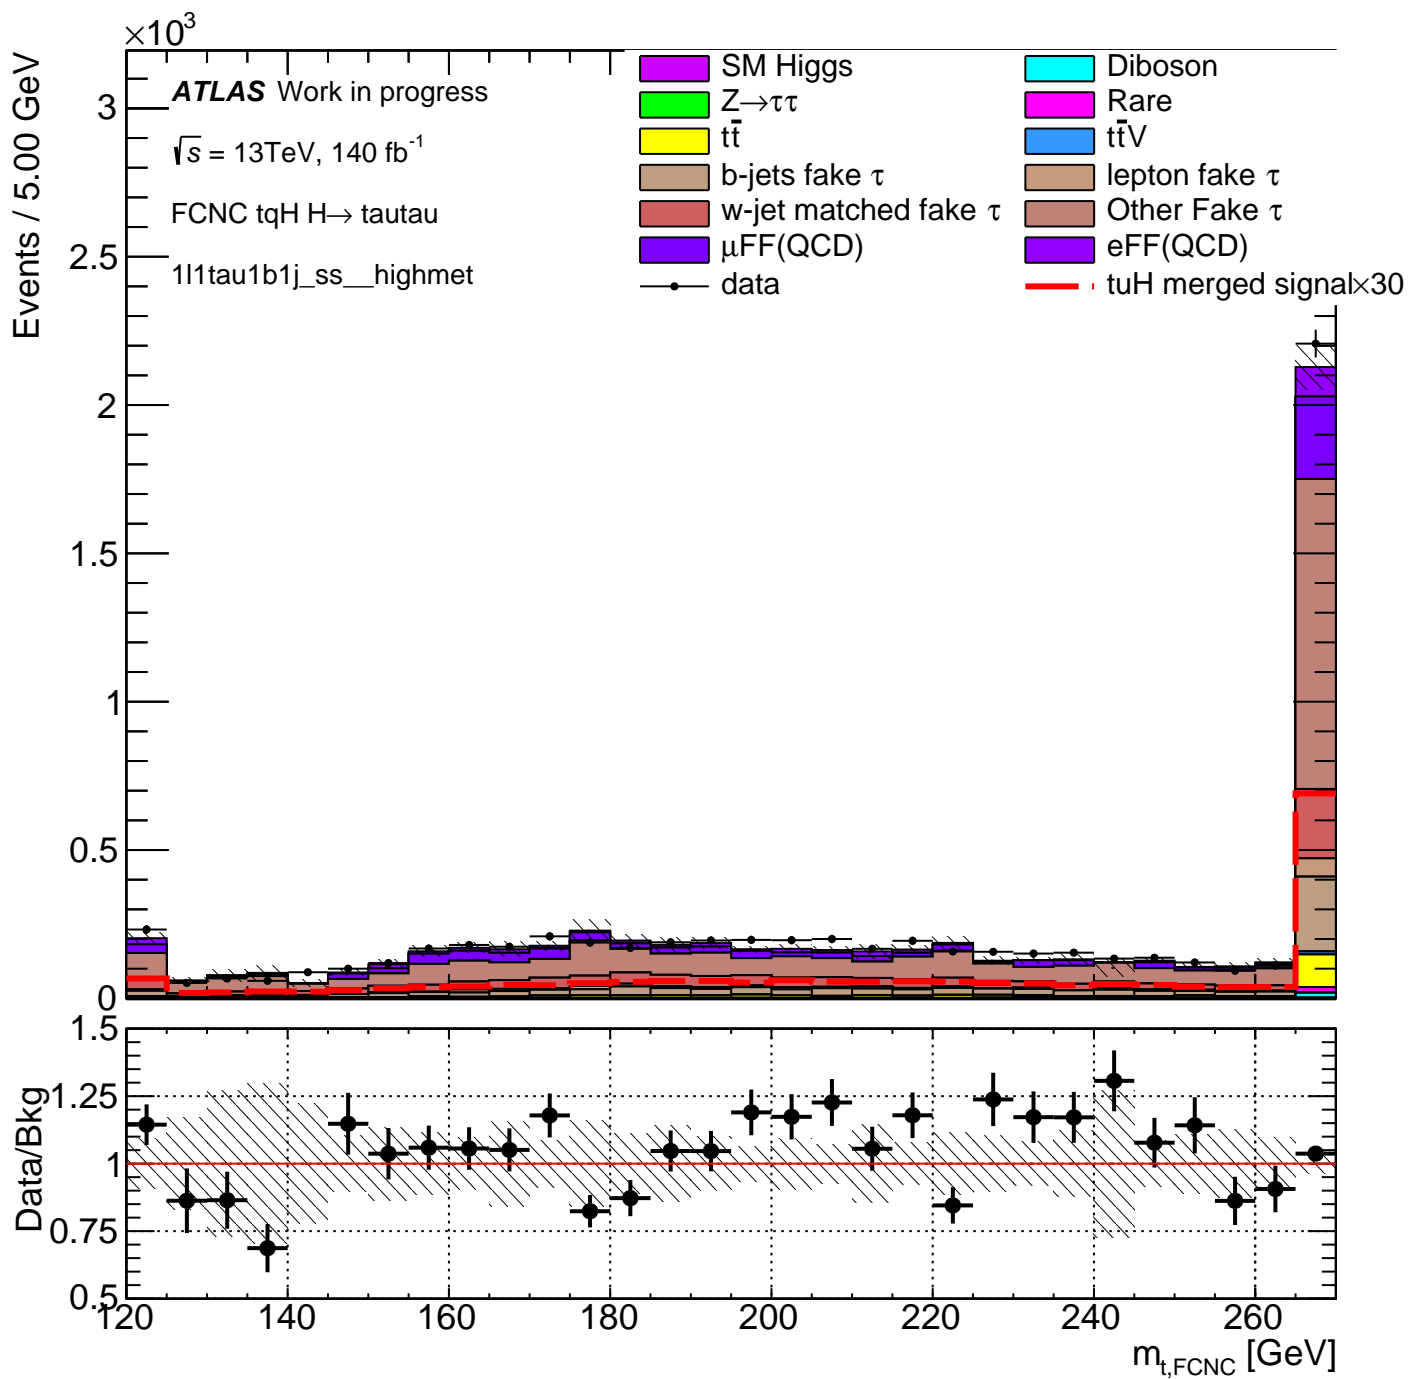 ×10³
Events / 5.00 GeV
3
2.5
2
1.5
1
0.5
0
ATLAS Work in progress
√s = 13TeV, 140 fb⁻¹
FCNC tqH H→ tautau
1l1tau1b1j_ss__highmet
SM Higgs
Diboson
Z→ττ
Rare
tt̄
tt̄V
b-jets fake τ
lepton fake τ
w-jet matched fake τ
Other Fake τ
μFF(QCD)
eFF(QCD)
data
tuH merged signal×30
Data/Bkg
1.5
1.25
1
0.75
0.5
120 140 160 180 200 220 240 260
m_{t,FCNC} [GeV]